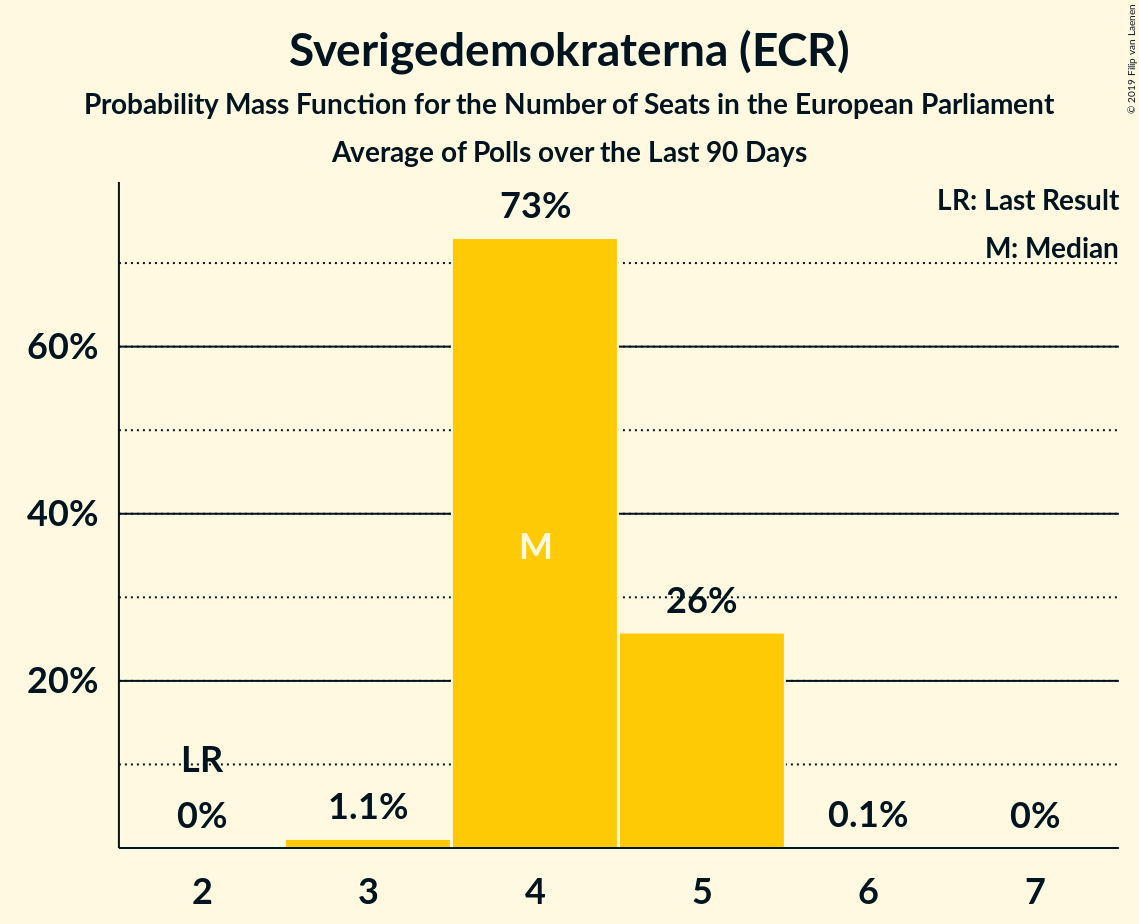 Sverigedemokraterna (ECR)
Probability Mass Function for the Number of Seats in the European Parliament
Average of Polls over the Last 90 Days
© 2019 Filip van Laenen
LR: Last Result
M: Median
73%
60%
40%
20%
M
26%
LR
0%
1.1%
0.1%
0%
2
3
4
5
6
7